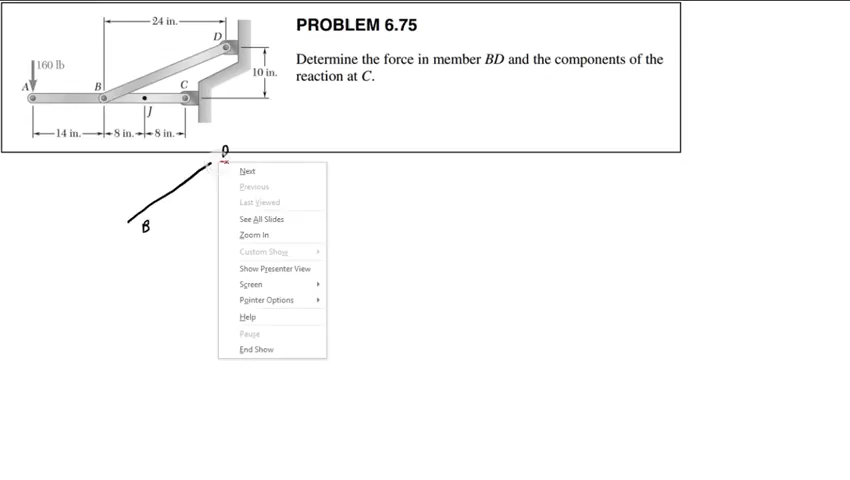 PROBLEM 6.75
Determine the force in member BD and the components of the
reaction at C.
24 in.
D
160 lb
10 in.
A
B
C
J
14 in.
8 in.
8 in.
D
B
Next
Previous
Last Viewed
See All Slides
Zoom In
Custom Show
Show Presenter View
Screen
Pointer Options
Help
Pause
End Show